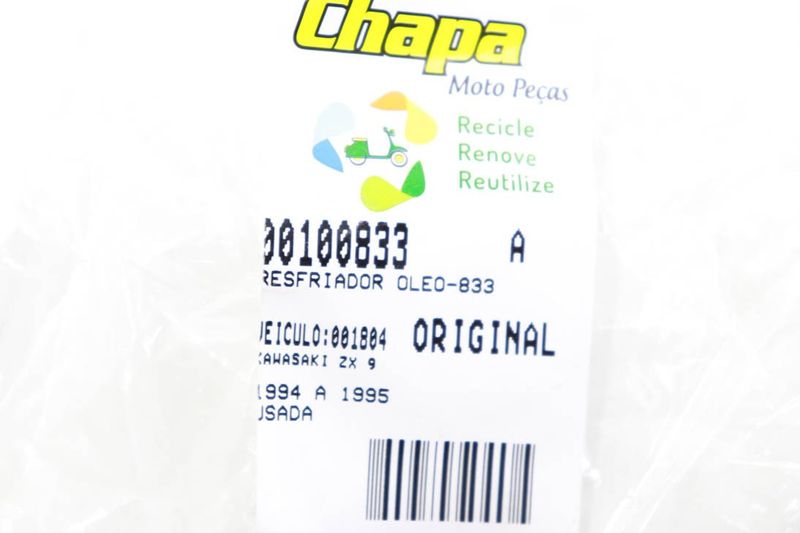 Chapa
Moto Peças
Recicle
Renove
Reutilize
00100833 A
RESFRIADOR OLEO-833
VEICULO:001804 ORIGINAL
KAWASAKI ZX 9
1994 A 1995
USADA